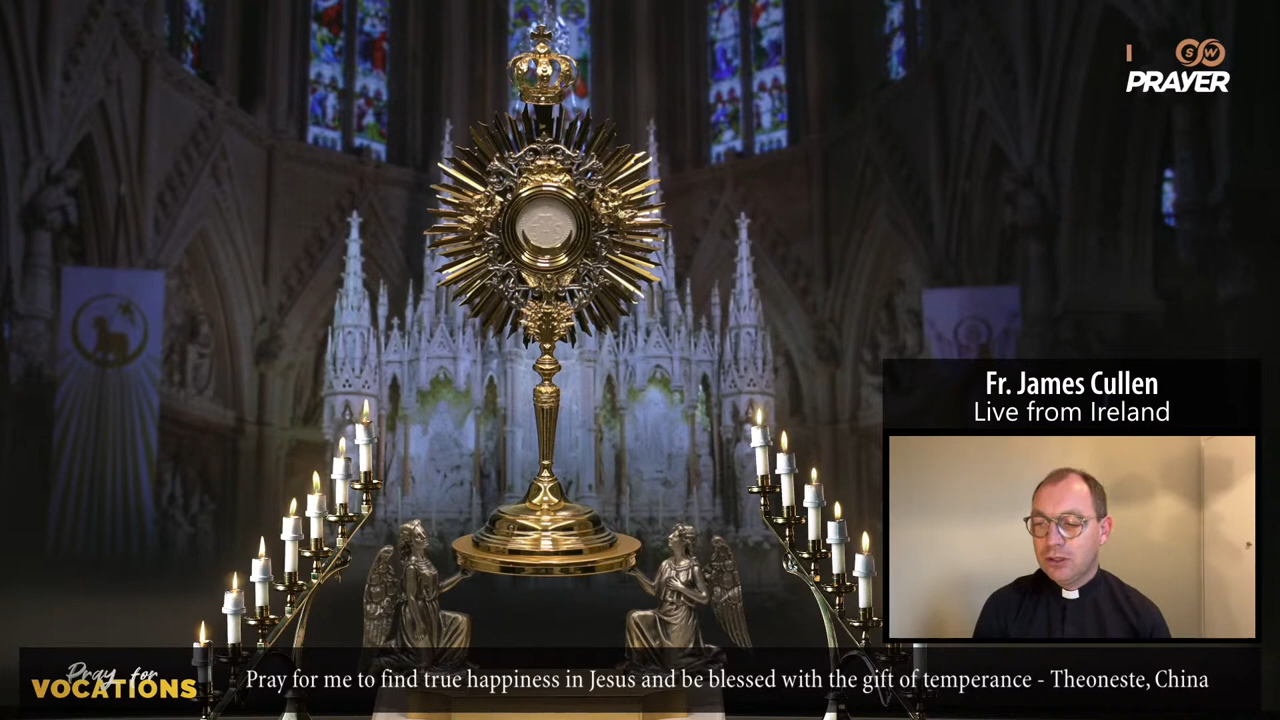 SW
PRAYER
Fr. James Cullen
Live from Ireland
Pray for
VOCATIONS
Pray for me to find true happiness in Jesus and be blessed with the gift of temperance - Theoneste, China